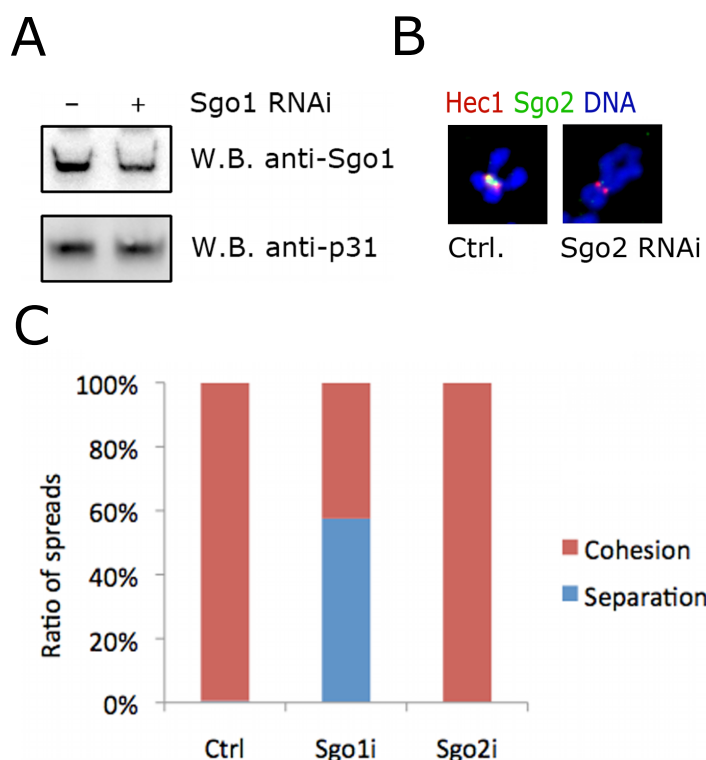 A
− + Sgo1 RNAi
W.B. anti-Sgo1
W.B. anti-p31
B
Hec1 Sgo2 DNA
Ctrl. Sgo2 RNAi
C
Ratio of spreads
100%
80%
60%
40%
20%
0%
Ctrl Sgo1i Sgo2i
Cohesion
Separation